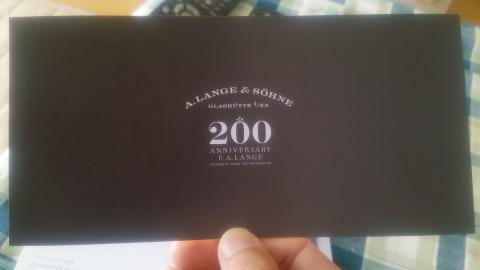 A. LANGE & SÖHNE
GLASHÜTTE I/SA
200
ANNIVERSARY
F. A. LANGE